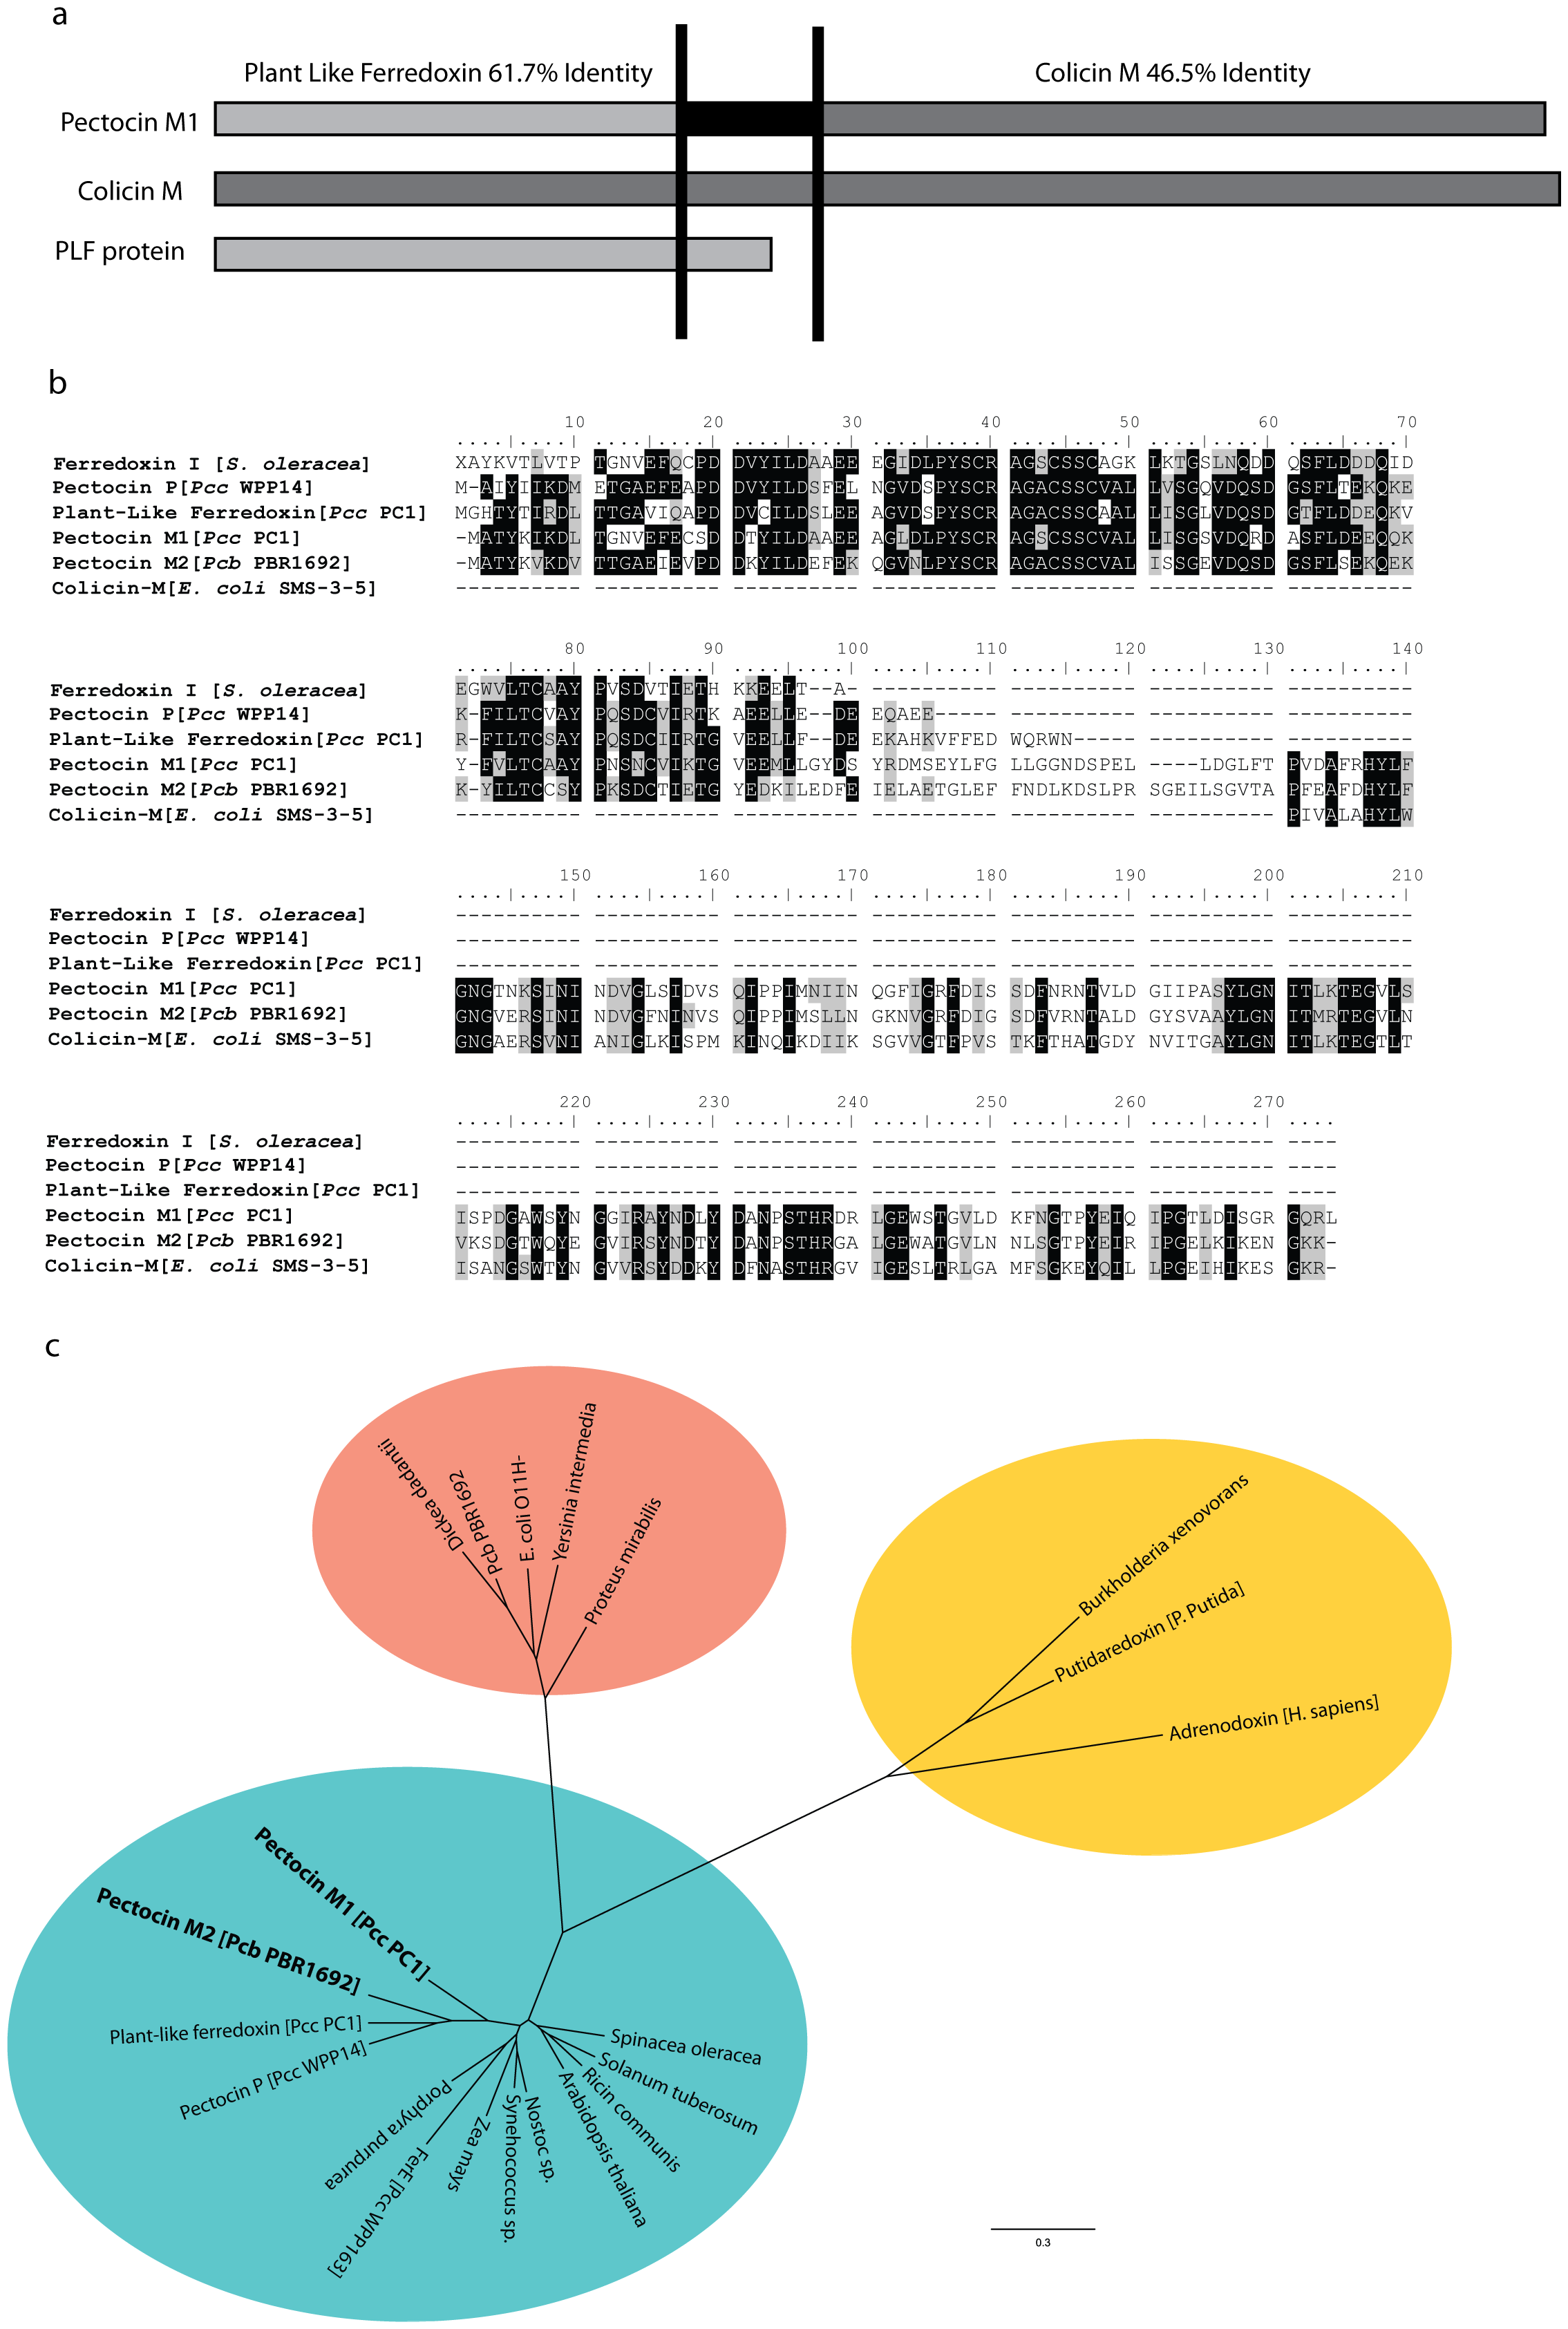 a
Plant Like Ferredoxin 61.7% Identity
Colicin M 46.5% Identity
Pectocin M1
Colicin M
PLF protein
b
10 20 30 40 50 60 70
....|....| ....|....| ....|....| ....|....| ....|....| ....|....| ....|....|
Ferredoxin I [S. oleracea] XAYKVTLVTP TGNVEFQCPD DVYILDAAEE EGIDLPYSCR AGSCSSCAGK LKTGSLNQDD QSFLDDDQID
Pectocin P[Pcc WPP14] M-AIYIIKDM ETGAEFEAPD DVYILDSFEL NGVDSPYSCR AGACSSCVAL LVSGQVDQSD GSFLTEKQKE
Plant-Like Ferredoxin[Pcc PC1] MGHTYTIRDL TTGAVIQAPD DVCILDSLEE AGVDSPYSCR AGACSSCAAL LISGLVDQSD GTFLDDEQKV
Pectocin M1[Pcc PC1] -MATYKIKDL TGNVEFECSD DTYILDAAEE AGLDLPYSCR AGSCSSCVAL LISGSVDQRD ASFLDEEQQK
Pectocin M2[Pcb PBR1692] -MATYKVKDV TTGAEIEVPD DKYILDEFEK QGVNLPYSCR AGACSSCVAL ISSGEVDQSD GSFLSEKQEK
Colicin-M[E. coli SMS-3-5] ---------- ---------- ---------- ---------- ---------- ---------- ----------
80 90 100 110 120 130 140
....|....| ....|....| ....|....| ....|....| ....|....| ....|....| ....|....|
Ferredoxin I [S. oleracea] EGWVLTCAAY PVSDVTIETH KKEELT--A- ---------- ---------- ---------- ----------
Pectocin P[Pcc WPP14] K-FILTCVAY PQSDCVIRTK AEELLE--DE EQAEE----- ---------- ---------- ----------
Plant-Like Ferredoxin[Pcc PC1] R-FILTCSAY PQSDCIIRTG VEELLF--DE EKAHKVFFED WQRWN----- ---------- ----------
Pectocin M1[Pcc PC1] Y-FVLTCAAY PNSNCVIKTG VEEMLLGYDS YRDMSEYLFG LLGGNDSPEL ----LDGLFT PVDAFRHYLF
Pectocin M2[Pcb PBR1692] K-YILTCCSY PKSDCTIETG YEDKILEDFE IELAETGLEF FNDLKDSLPR SGEILSGVTA PFEAFDHYLF
Colicin-M[E. coli SMS-3-5] ---------- ---------- ---------- ---------- ---------- ---------- PIVALAHYLW
150 160 170 180 190 200 210
....|....| ....|....| ....|....| ....|....| ....|....| ....|....| ....|....|
Ferredoxin I [S. oleracea] ---------- ---------- ---------- ---------- ---------- ---------- ----------
Pectocin P[Pcc WPP14] ---------- ---------- ---------- ---------- ---------- ---------- ----------
Plant-Like Ferredoxin[Pcc PC1] ---------- ---------- ---------- ---------- ---------- ---------- ----------
Pectocin M1[Pcc PC1] GNGTNKSINI NDVGLSIDVS QIPPIMNIIN QGFIGRFDIS SDFNRNTVLD GIIPASYLGN ITLKTEGVLS
Pectocin M2[Pcb PBR1692] GNGVERSINI NDVGFNINVS QIPPIMSLLN GKNVGRFDIG SDFVRNTALD GYSVAAYLGN ITMRTEGVLN
Colicin-M[E. coli SMS-3-5] GNGAERSVNI ANIGLKISPM KINQIKDIIK SGVVGTFPVS TKFTHATGDY NVITGAYLGN ITLKTEGTLT
220 230 240 250 260 270
....|....| ....|....| ....|....| ....|....| ....|....| ....|....| ....
Ferredoxin I [S. oleracea] ---------- ---------- ---------- ---------- ---------- ---------- ----
Pectocin P[Pcc WPP14] ---------- ---------- ---------- ---------- ---------- ---------- ----
Plant-Like Ferredoxin[Pcc PC1] ---------- ---------- ---------- ---------- ---------- ---------- ----
Pectocin M1[Pcc PC1] ISPDGAWSYN GGIRAYNDLY DANPSTHRDR LGEWSTGVLD KFNGTPYEIQ IPGTLDISGR GQRL
Pectocin M2[Pcb PBR1692] VKSDGTWQYE GVIRSYNDTY DANPSTHRGA LGEWATGVLN NLSGTPYEIR IPGELKIKEN GKK-
Colicin-M[E. coli SMS-3-5] ISANGSWTYN GVVRSYDDKY DFNASTHRGV IGESLTRLGA MFSGKEYQIL LPGEIHIKES GKR-
c
Dickea dadantii
Pcb PBR1692
E. coli O11H-
Yersinia intermedia
Proteus mirabilis
Burkholderia xenovorans
Putidaredoxin [P. Putida]
Adrenodoxin [H. sapiens]
Pectocin M1 [Pcc PC1]
Pectocin M2 [Pcb PBR1692]
Plant-like ferredoxin [Pcc PC1]
Pectocin P [Pcc WPP14]
Porphyra purpurea
FerE [Pcc WPP163]
Zea mays
Synehococcus sp.
Nostoc sp.
Arabidopsis thaliana
Ricin communis
Solanum tuberosum
Spinacea oleracea
0.3